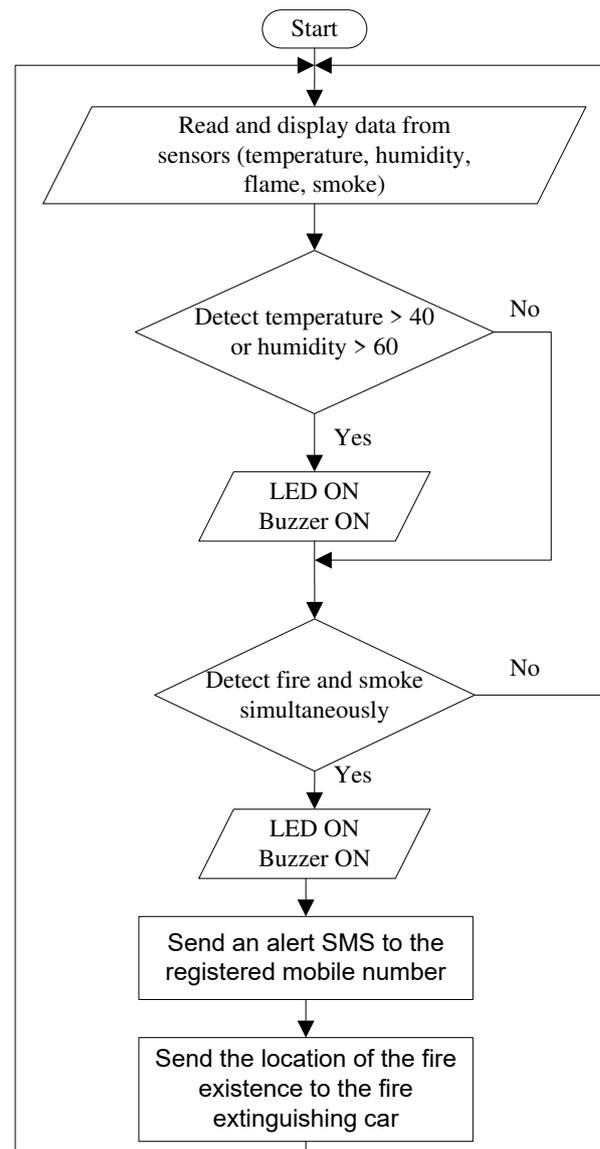 Start
Read and display data from
sensors (temperature, humidity,
flame, smoke)
Detect temperature > 40
or humidity > 60
No
Yes
LED ON
Buzzer ON
Detect fire and smoke
simultaneously
No
Yes
LED ON
Buzzer ON
Send an alert SMS to the
registered mobile number
Send the location of the fire
existence to the fire
extinguishing car